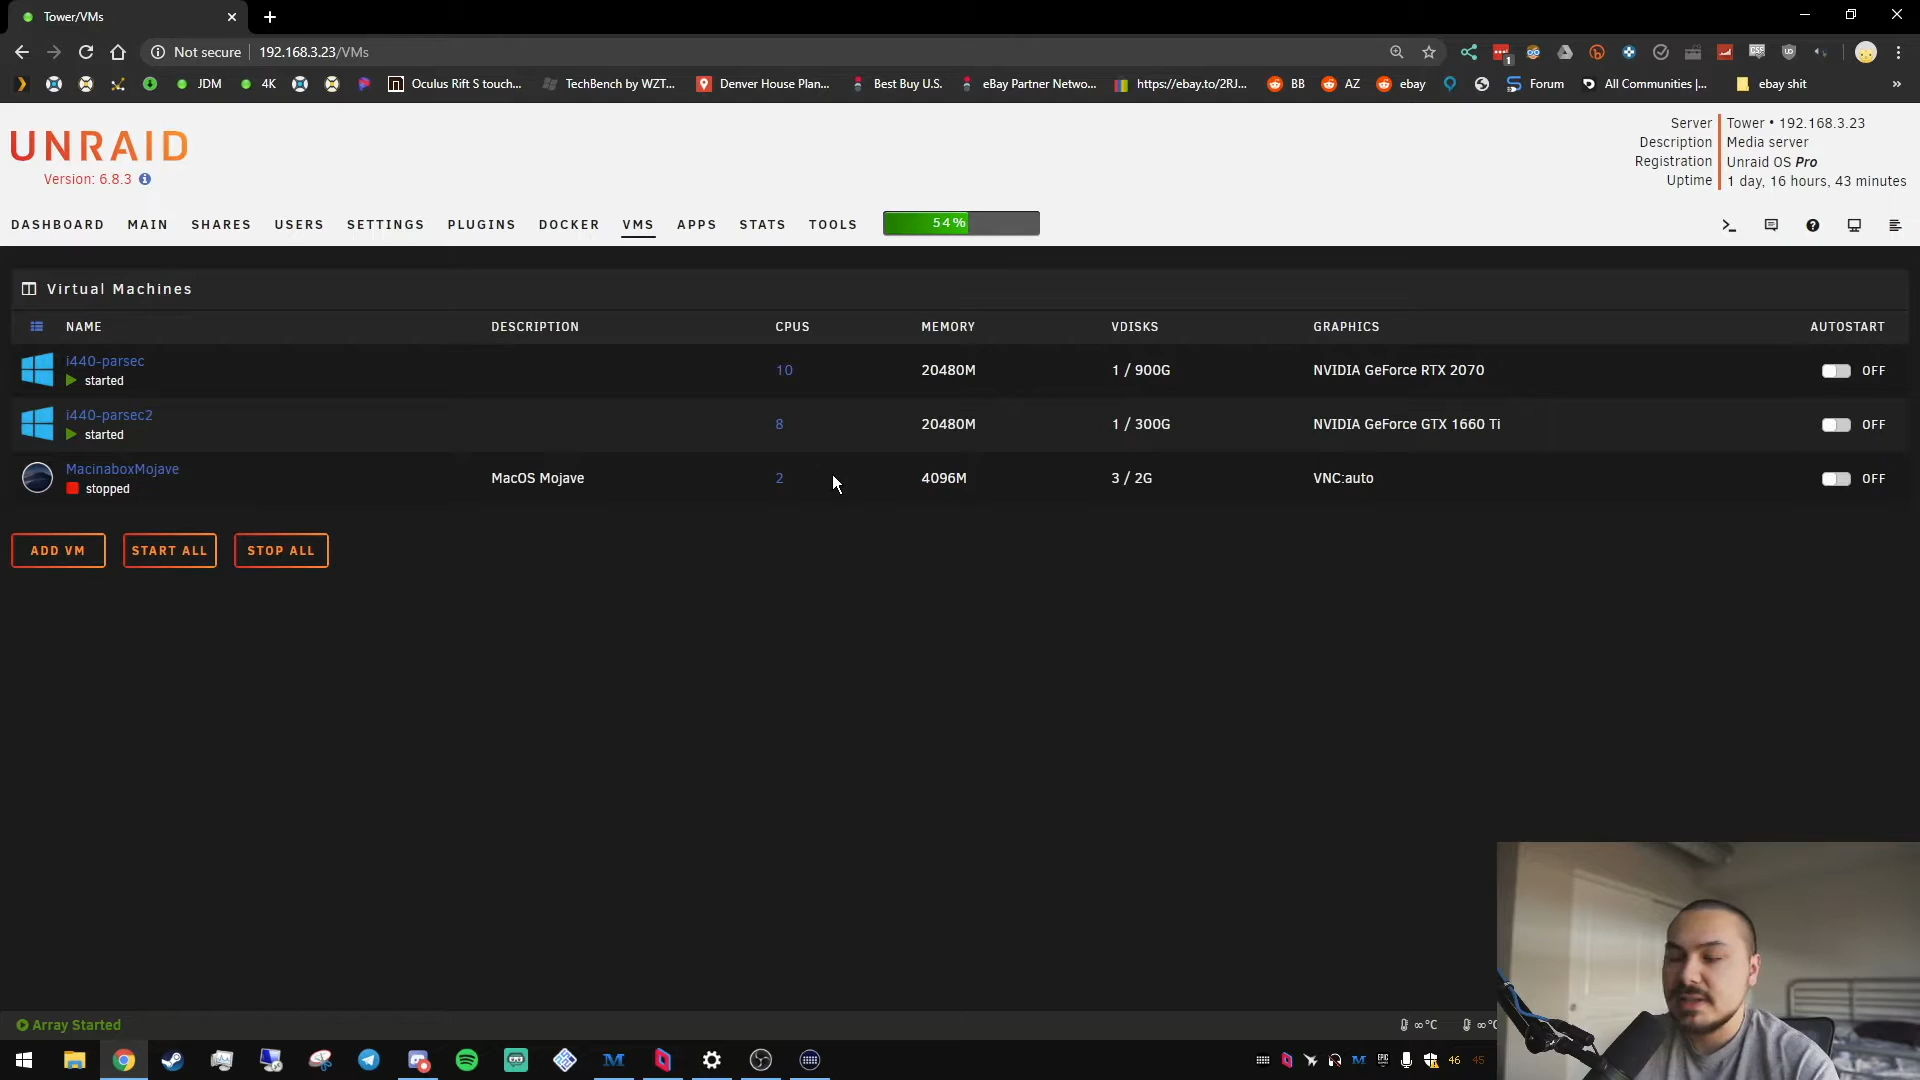 Tower/VMs
Not secure
192.168.3.23/VMs
1
JDM
4K
Oculus Rift S touch...
TechBench by WZT...
Denver House Plan...
Best Buy U.S.
eBay Partner Netwo...
https://ebay.to/2RJ...
BB
AZ
ebay
Forum
All Communities |...
ebay shit
»
UNRAID
Version: 6.8.3
Server
Description
Registration
Uptime
Tower • 192.168.3.23
Media server
Unraid OS Pro
1 day, 16 hours, 43 minutes
DASHBOARD
MAIN
SHARES
USERS
SETTINGS
PLUGINS
DOCKER
VMS
APPS
STATS
TOOLS
54%
Virtual Machines
NAME
DESCRIPTION
CPUS
MEMORY
VDISKS
GRAPHICS
AUTOSTART
i440-parsec
started
10
20480M
1 / 900G
NVIDIA GeForce RTX 2070
OFF
i440-parsec2
started
8
20480M
1 / 300G
NVIDIA GeForce GTX 1660 Ti
OFF
MacinaboxMojave
stopped
MacOS Mojave
2
4096M
3 / 2G
VNC:auto
OFF
ADD VM
START ALL
STOP ALL
Array Started
∞°C
∞°C
46
45